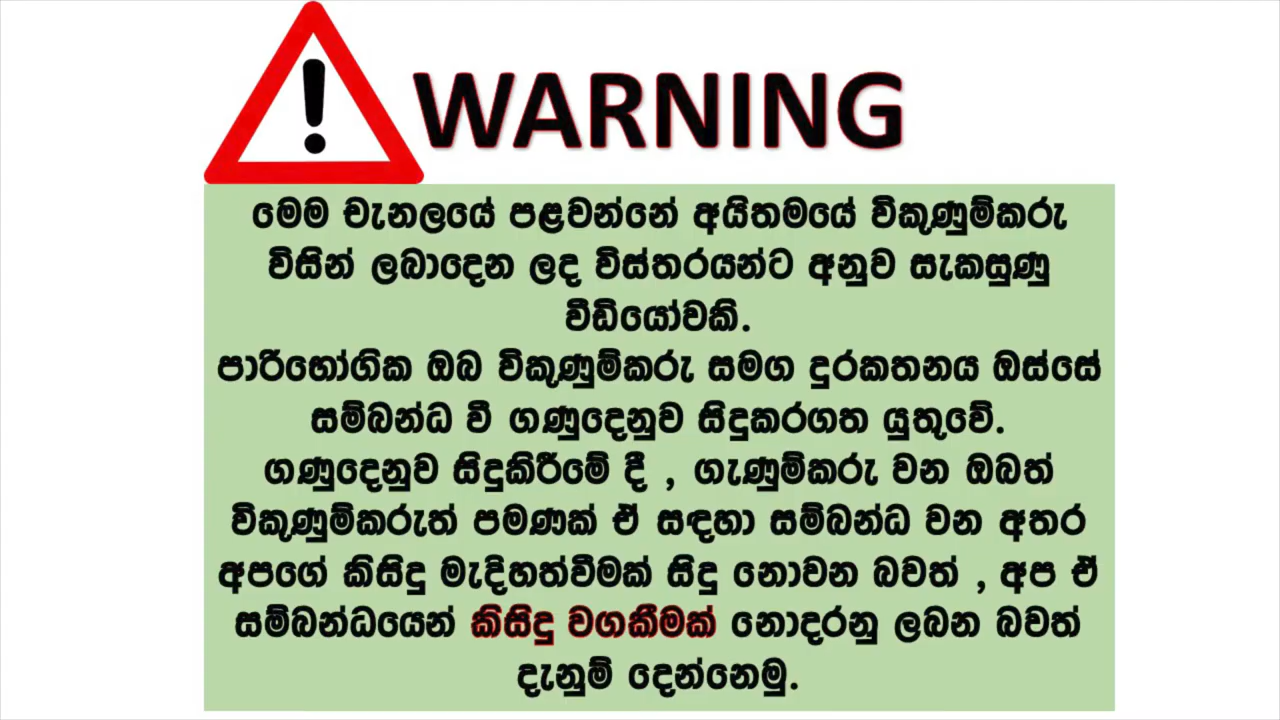 WARNING
මෙම චැනලයේ පළවන්නේ අයිතමයේ විකුණුම්කරු
විසින් ලබාදෙන ලද විස්තරයන්ට අනුව සැකසුණු
වීඩියෝවකි.
පාරිභෝගික ඔබ විකුණුම්කරු සමග දුරකතනය ඔස්සේ
සම්බන්ධ වී ගණුදෙනුව සිදුකරගත යුතුවේ.
ගණුදෙනුව සිදුකිරීමේ දී , ගැණුම්කරු වන ඔබත්
විකුණුම්කරුත් පමණක් ඒ සඳහා සම්බන්ධ වන අතර
අපගේ කිසිදු මැදිහත්වීමක් සිදු නොවන බවත් , අප ඒ
සම්බන්ධයෙන් කිසිදු වගකීමක් නොදරනු ලබන බවත්
දැනුම් දෙන්නෙමු.